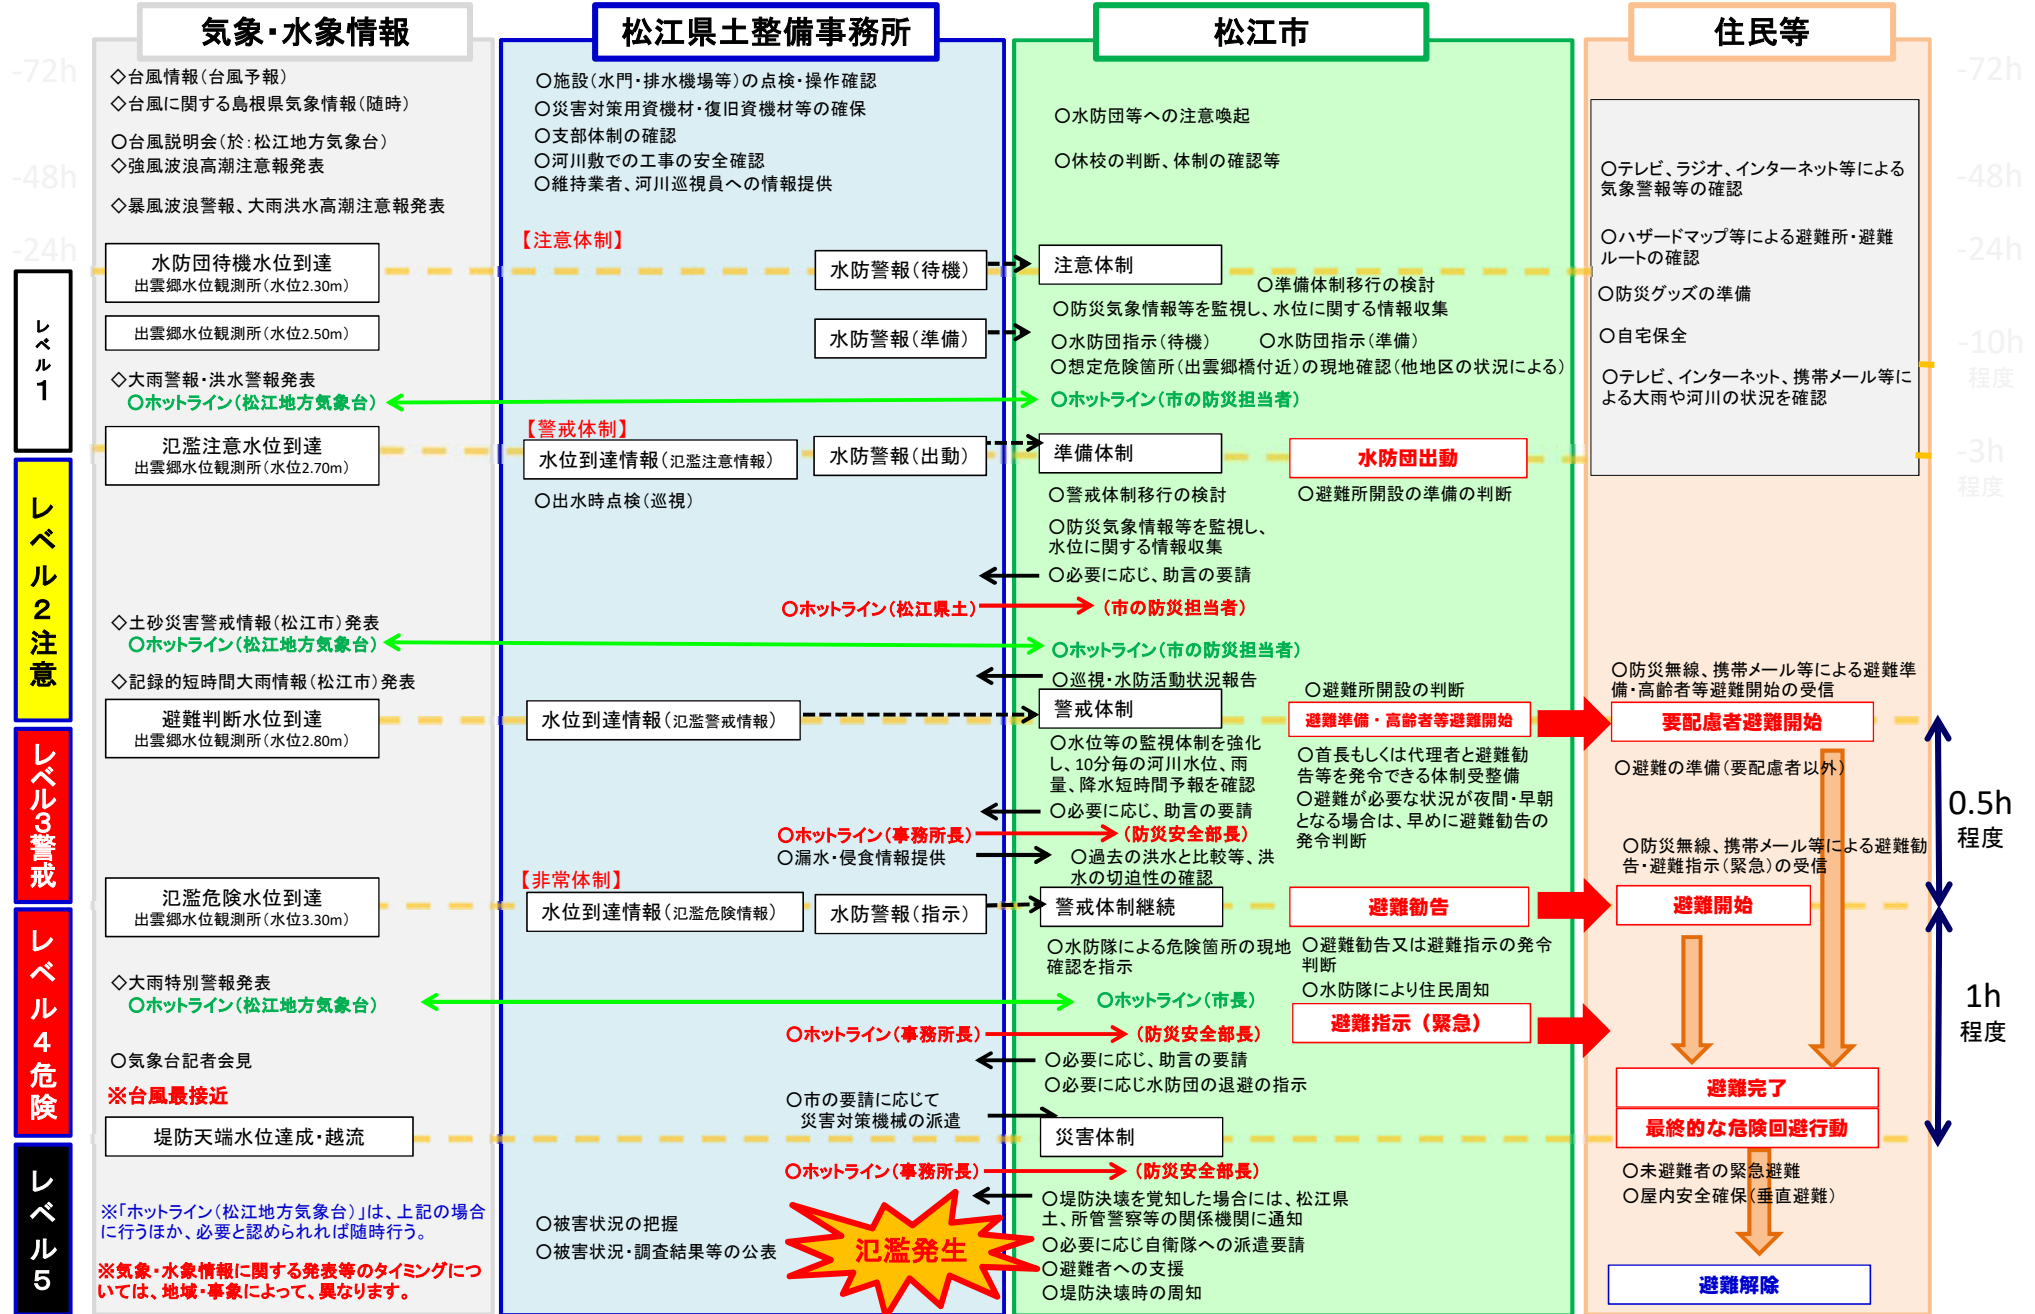 気象・水象情報
松江県土整備事務所
松江市
住民等
-72h
-48h
-24h
レベル1
レベル2注意
レベル3警戒
レベル4危険
レベル5
◇台風情報（台風予報）
◇台風に関する島根県気象情報（随時）
○台風説明会（於：松江地方気象台）
◇強風波浪高潮注意報発表
◇暴風波浪警報、大雨洪水高潮注意報発表
水防団待機水位到達
出雲郷水位観測所（水位2.30m）
出雲郷水位観測所（水位2.50m）
◇大雨警報・洪水警報発表
○ホットライン（松江地方気象台）
氾濫注意水位到達
出雲郷水位観測所（水位2.70m）
◇土砂災害警戒情報（松江市）発表
○ホットライン（松江地方気象台）
◇記録的短時間大雨情報（松江市）発表
避難判断水位到達
出雲郷水位観測所（水位2.80m）
氾濫危険水位到達
出雲郷水位観測所（水位3.30m）
◇大雨特別警報発表
○ホットライン（松江地方気象台）
○気象台記者会見
※台風最接近
堤防天端水位達成・越流
※「ホットライン（松江地方気象台）」は、上記の場合
に行うほか、必要と認められれば随時行う。
※気象・水象情報に関する発表等のタイミングにつ
いては、地域・事象によって、異なります。
○施設（水門・排水機場等）の点検・操作確認
○災害対策用資機材・復旧資機材等の確保
○支部体制の確認
○河川敷での工事の安全確認
○維持業者、河川巡視員への情報提供
【注意体制】
水防警報（待機）
水防警報（準備）
【警戒体制】
水位到達情報（氾濫注意情報）
水防警報（出動）
○出水時点検（巡視）
○ホットライン（松江県土）
水位到達情報（氾濫警戒情報）
○ホットライン（事務所長）
○漏水・侵食情報提供
【非常体制】
水位到達情報（氾濫危険情報）
水防警報（指示）
○ホットライン（事務所長）
○市の要請に応じて
災害対策機械の派遣
○ホットライン（事務所長）
○被害状況の把握
○被害状況・調査結果等の公表
氾濫発生
○水防団等への注意喚起
○休校の判断、体制の確認等
注意体制
○準備体制移行の検討
○防災気象情報等を監視し、水位に関する情報収集
○水防団指示（待機）
○水防団指示（準備）
○想定危険箇所（出雲郷橋付近）の現地確認（他地区の状況による）
○ホットライン（市の防災担当者）
準備体制
水防団出動
○警戒体制移行の検討
○避難所開設の準備の判断
○防災気象情報等を監視し、
水位に関する情報収集
○必要に応じ、助言の要請
（市の防災担当者）
○ホットライン（市の防災担当者）
○巡視・水防活動状況報告
○避難所開設の判断
警戒体制
避難準備・高齢者等避難開始
○水位等の監視体制を強化
し、10分毎の河川水位、雨
量、降水短時間予報を確認
○首長もしくは代理者と避難勧
告等を発令できる体制受整備
○避難が必要な状況が夜間・早朝
となる場合は、早めに避難勧告の
発令判断
○必要に応じ、助言の要請
（防災安全部長）
○過去の洪水と比較等、洪
水の切迫性の確認
警戒体制継続
避難勧告
○水防隊による危険箇所の現地
確認を指示
○避難勧告又は避難指示の発令
判断
○水防隊により住民周知
○ホットライン（市長）
避難指示（緊急）
（防災安全部長）
○必要に応じ、助言の要請
○必要に応じ水防団の退避の指示
災害体制
（防災安全部長）
○堤防決壊を覚知した場合には、松江県
土、所管警察等の関係機関に通知
○必要に応じ自衛隊への派遣要請
○避難者への支援
○堤防決壊時の周知
○テレビ、ラジオ、インターネット等による
気象警報等の確認
○ハザードマップ等による避難所・避難
ルートの確認
○防災グッズの準備
○自宅保全
○テレビ、インターネット、携帯メール等に
よる大雨や河川の状況を確認
○防災無線、携帯メール等による避難準
備・高齢者等避難開始の受信
要配慮者避難開始
○避難の準備（要配慮者以外）
○防災無線、携帯メール等による避難勧
告・避難指示（緊急）の受信
避難開始
避難完了
最終的な危険回避行動
○未避難者の緊急避難
○屋内安全確保（垂直避難）
避難解除
-72h
-48h
-24h
-10h
程度
-3h
程度
0.5h
程度
1h
程度